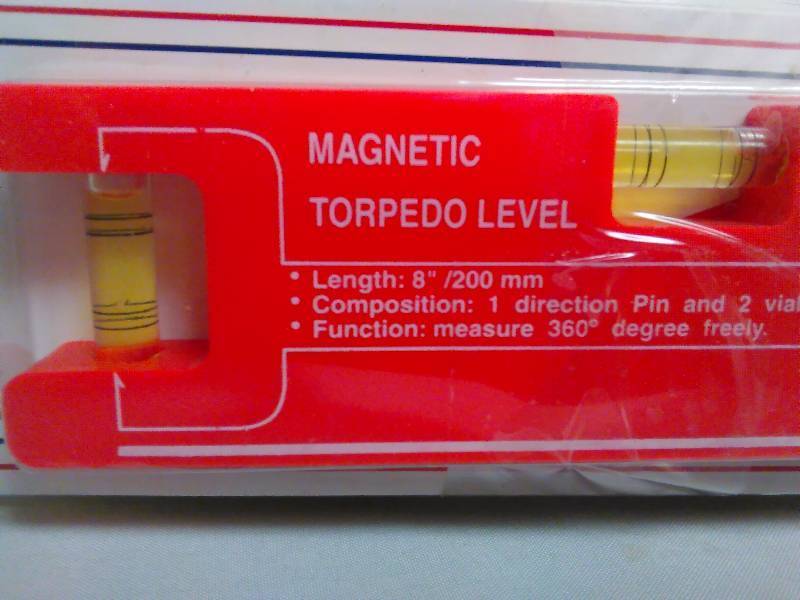 MAGNETIC
TORPEDO LEVEL
• Length: 8" /200 mm
• Composition: 1 direction Pin and 2
• Function: measure 360° degree freely.